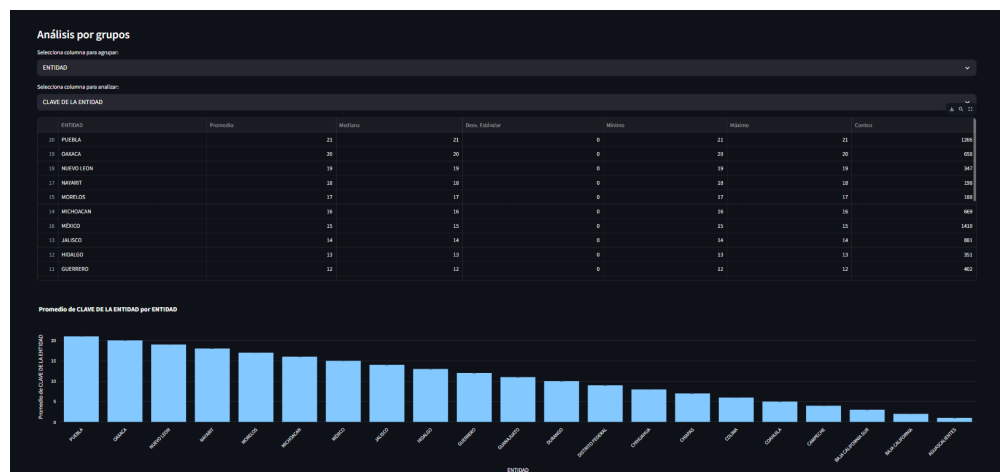 Análisis por grupos
Selecciona columna para agrupar:
ENTIDAD
Selecciona columna para analizar:
CLAVE DE LA ENTIDAD
ENTIDAD Promedio Mediana Desv. Estándar Mínimo Máximo Conteo
20 PUEBLA 21 21 0 21 21 1266
19 OAXACA 20 20 0 20 20 658
18 NUEVO LEON 19 19 0 19 19 347
17 NAYARIT 18 18 0 18 18 198
15 MORELOS 17 17 0 17 17 188
14 MICHOACAN 16 16 0 16 16 669
16 MÉXICO 15 15 0 15 15 1410
13 JALISCO 14 14 0 14 14 881
12 HIDALGO 13 13 0 13 13 351
11 GUERRERO 12 12 0 12 12 402
Promedio de CLAVE DE LA ENTIDAD por ENTIDAD
Promedio de CLAVE DE LA ENTIDAD
20
15
10
5
0
PUEBLA OAXACA NUEVO LEON NAYARIT MORELOS MICHOACAN MÉXICO JALISCO HIDALGO GUERRERO GUANAJUATO DURANGO DISTRITO FEDERAL CHIHUAHUA CHIAPAS COLIMA COAHUILA CAMPECHE BAJA CALIFORNIA SUR BAJA CALIFORNIA AGUASCALIENTES
ENTIDAD